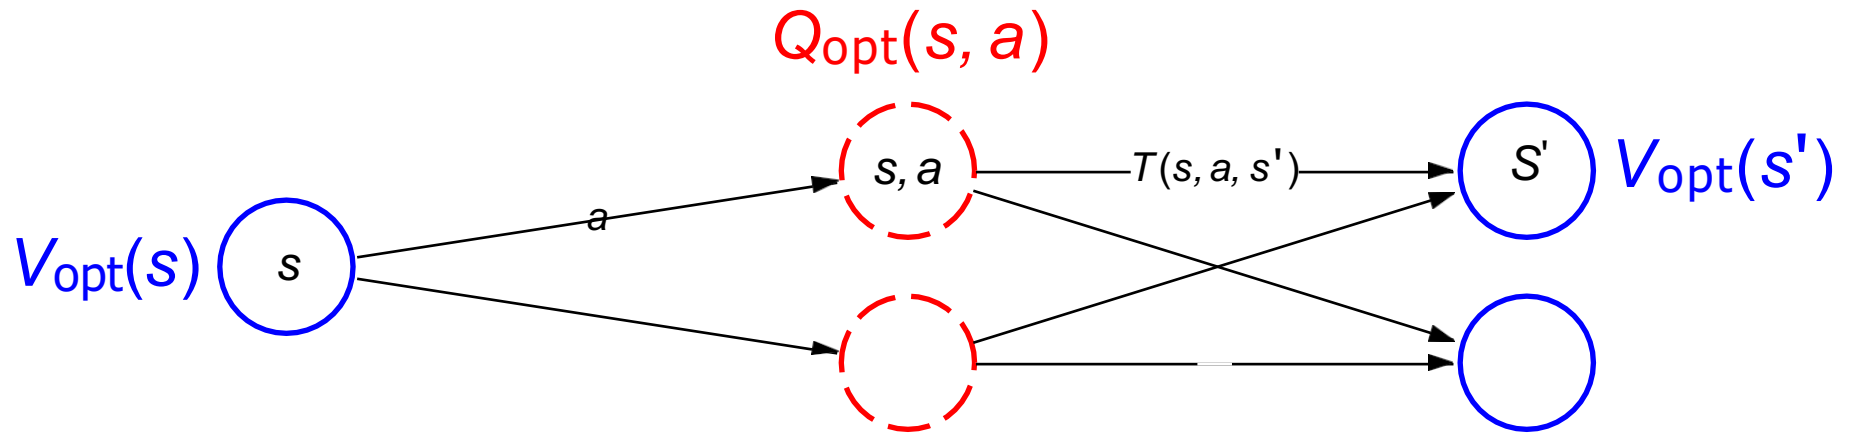 Qopt(s, a)
s, a
T(s, a, s')
S'
Vopt(s')
a
Vopt(s)
s